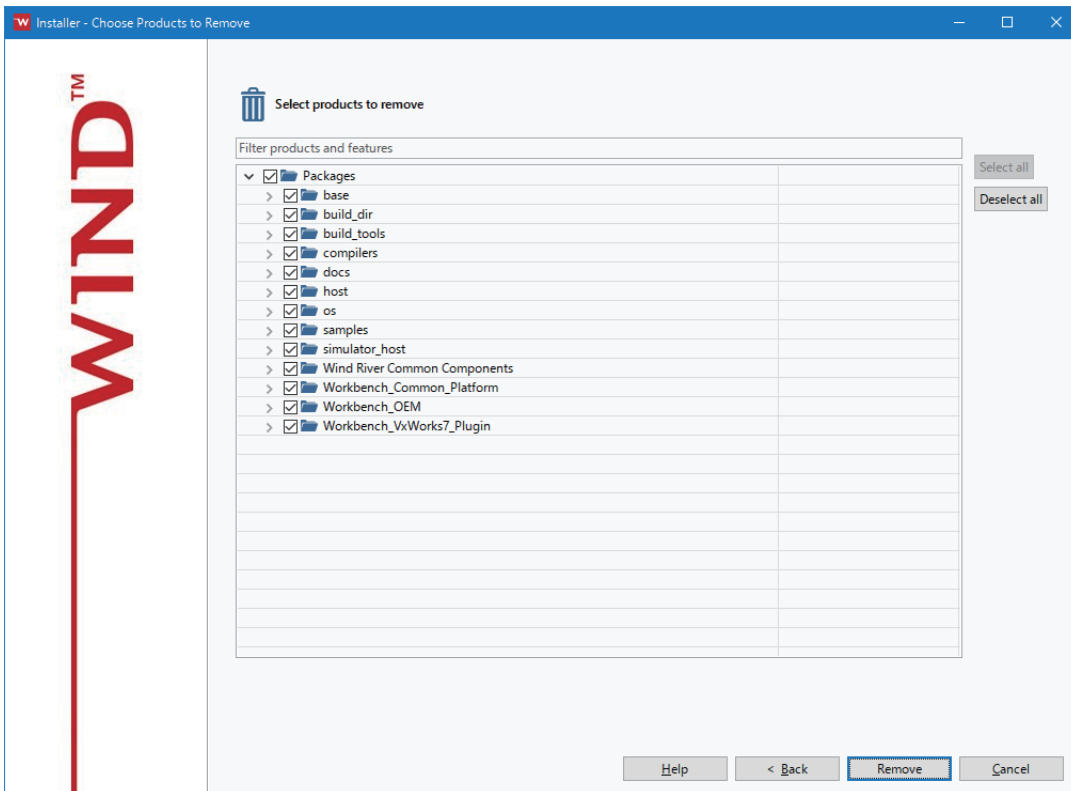 Installer - Choose Products to Remove
WIND™
Select products to remove
Filter products and features
Select all
Deselect all
Packages
base
build_dir
build_tools
compilers
docs
host
os
samples
simulator_host
Wind River Common Components
Workbench_Common_Platform
Workbench_OEM
Workbench_VxWorks7_Plugin
Help
< Back
Remove
Cancel